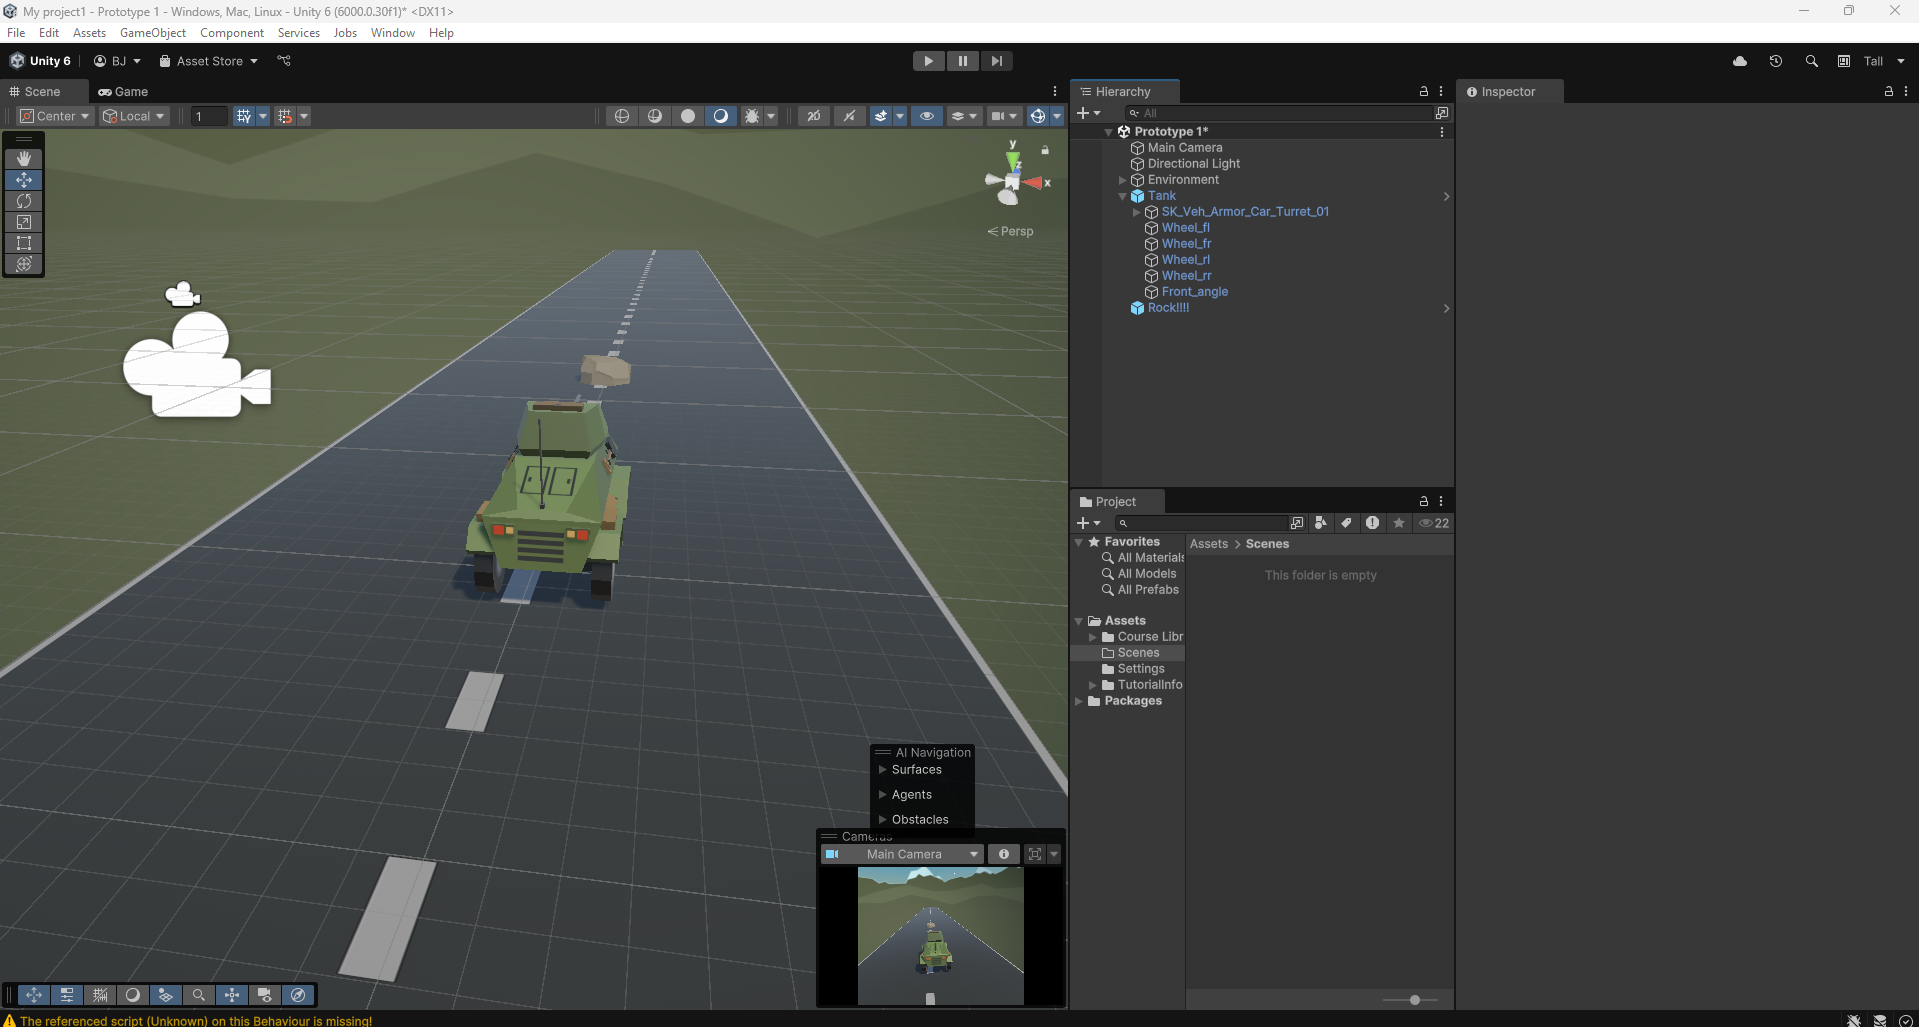 My project1 - Prototype 1 - Windows, Mac, Linux - Unity 6 (6000.0.30f1)* <DX11>
File Edit Assets GameObject Component Services Jobs Window Help
Unity 6 BJ Asset Store Tall
Scene Game
Center Local 1 2D
y
z
x
Persp
Hierarchy
All
Prototype 1*
Main Camera
Directional Light
Environment
Tank
SK_Veh_Armor_Car_Turret_01
Wheel_fl
Wheel_fr
Wheel_rl
Wheel_rr
Front_angle
Rock!!!!
Inspector
Project
22
Favorites
All Materials
All Models
All Prefabs
Assets
Course Libr
Scenes
Settings
TutorialInfo
Packages
Assets > Scenes
This folder is empty
AI Navigation
Surfaces
Agents
Obstacles
Cameras
Main Camera
The referenced script (Unknown) on this Behaviour is missing!